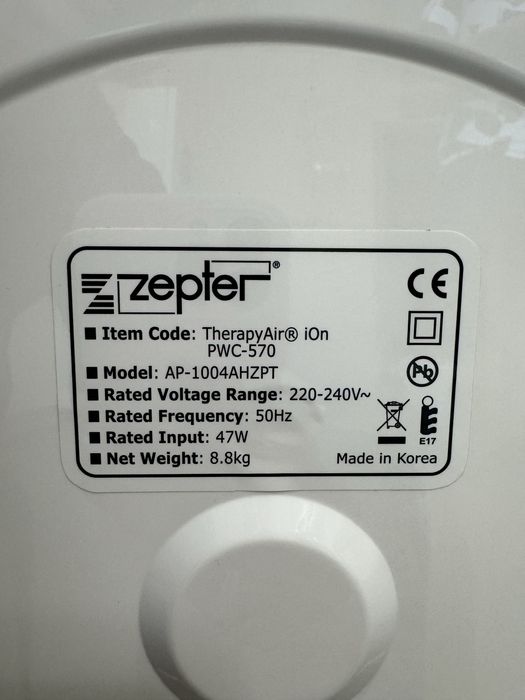 zepter®
CE
■ Item Code: TherapyAir® iOn
PWC-570
■ Model: AP-1004AHZPT
■ Rated Voltage Range: 220-240V~
■ Rated Frequency: 50Hz
■ Rated Input: 47W
■ Net Weight: 8.8kg
Pb
E17
Made in Korea